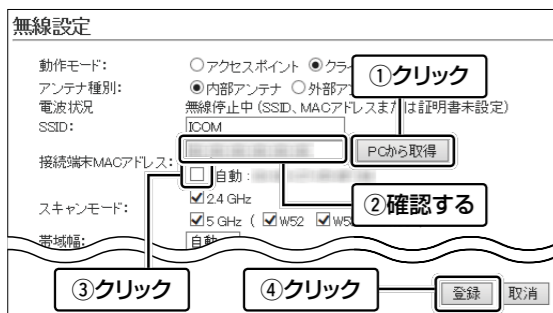 無線設定
動作モード: アクセスポイント クライ
①クリック
アンテナ種別: 内部アンテナ 外部ア
電波状況 無線停止中(SSID、MACアドレスまたは証明書未設定)
SSID: ICOM
接続端末MACアドレス: PCから取得
自動:
②確認する
スキャンモード: 2.4 GHz
5 GHz ( W52 W5
帯域幅: 自動
③クリック ④クリック 登録 取消